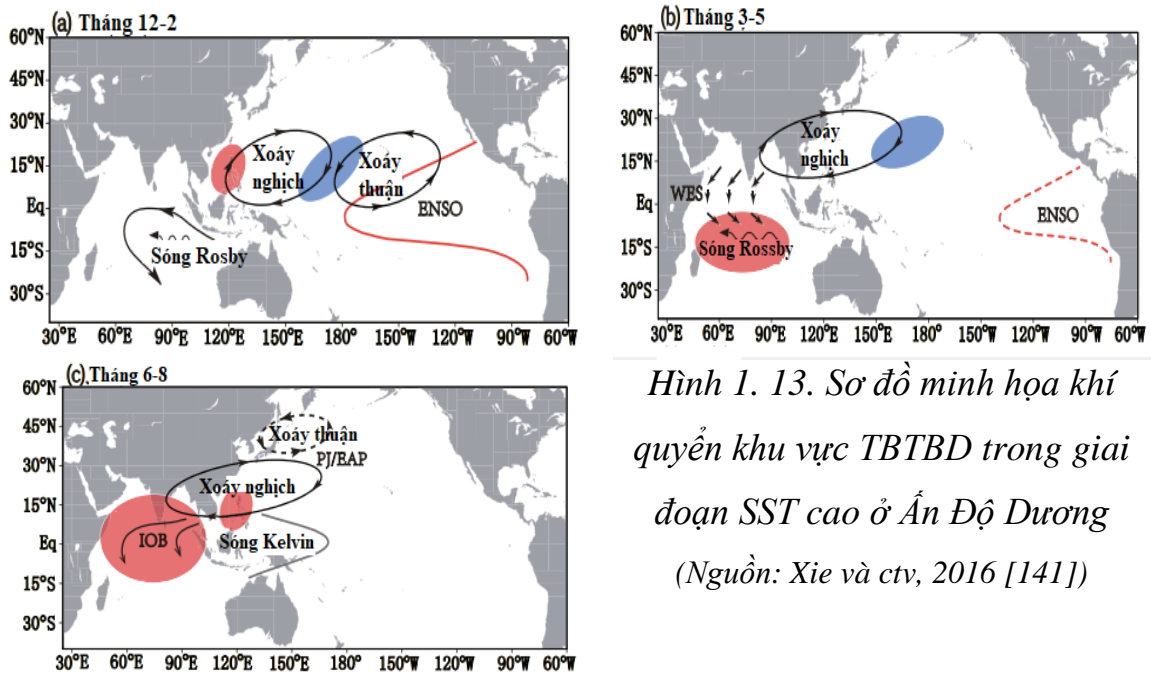 (a) Tháng 12-2
60°N
45°N
30°N
15°N
Eq
15°S
30°S
30°E 60°E 90°E 120°E 150°E 180° 150°W 120°W 90°W 60°W
Xoáy nghịch
Xoáy thuận
ENSO
Sóng Rosby
(b) Tháng 3-5
60°N
45°N
30°N
15°N
Eq
15°S
30°S
30°E 60°E 90°E 120°E 150°E 180° 150°W 120°W 90°W 60°W
Xoáy nghịch
WES
ENSO
Sóng Rossby
(c) Tháng 6-8
60°N
45°N
30°N
15°N
Eq
15°S
30°S
30°E 60°E 90°E 120°E 150°E 180° 150°W 120°W 90°W 60°W
Xoáy thuận
PJ/EAP
Xoáy nghịch
IOB
Sóng Kelvin
Hình 1. 13. Sơ đồ minh họa khí
quyển khu vực TBTBD trong giai
đoạn SST cao ở Ấn Độ Dương
(Nguồn: Xie và ctv, 2016 [141])